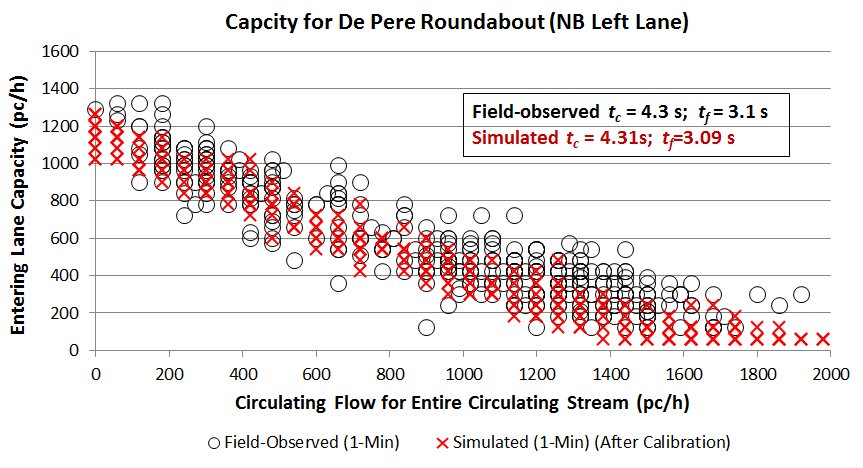 Capcity for De Pere Roundabout (NB Left Lane)
Entering Lane Capacity (pc/h)
1600
1400
1200
1000
800
600
400
200
0
Field-observed tc = 4.3 s; tf = 3.1 s
Simulated tc = 4.31s; tf=3.09 s
0 200 400 600 800 1000 1200 1400 1600 1800 2000
Circulating Flow for Entire Circulating Stream (pc/h)
Field-Observed (1-Min) Simulated (1-Min) (After Calibration)